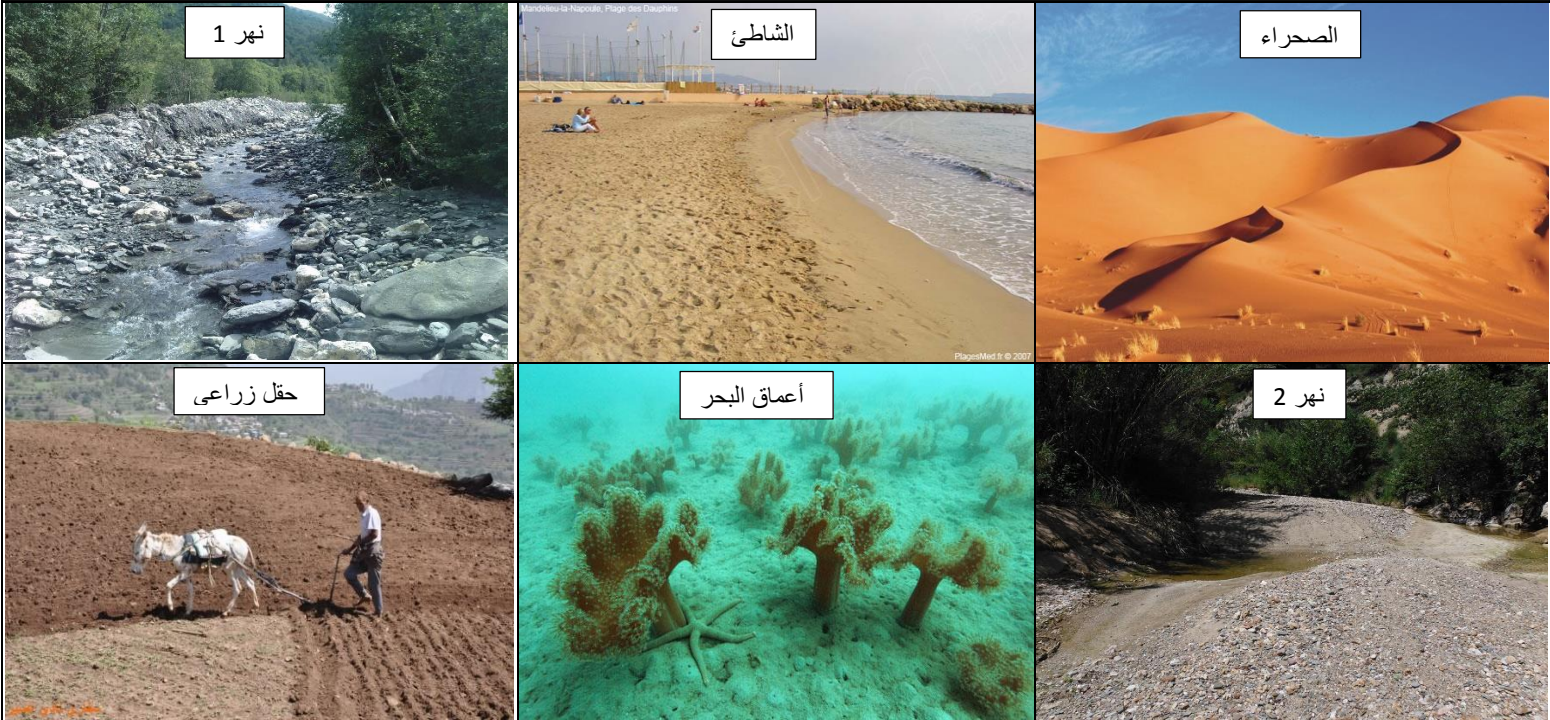 الصحراء
Mandelieu-la-Napoule, Plage des Dauphins
الشاطئ
PlagesMed.fr © 2007
نهر 1
نهر 2
أعماق البحر
حقل زراعي